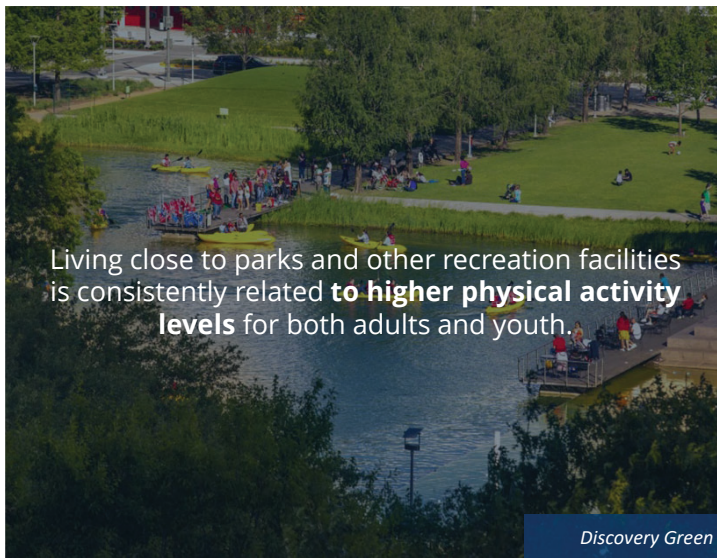 Living close to parks and other recreation facilities
is consistently related to higher physical activity
levels for both adults and youth.
Discovery Green